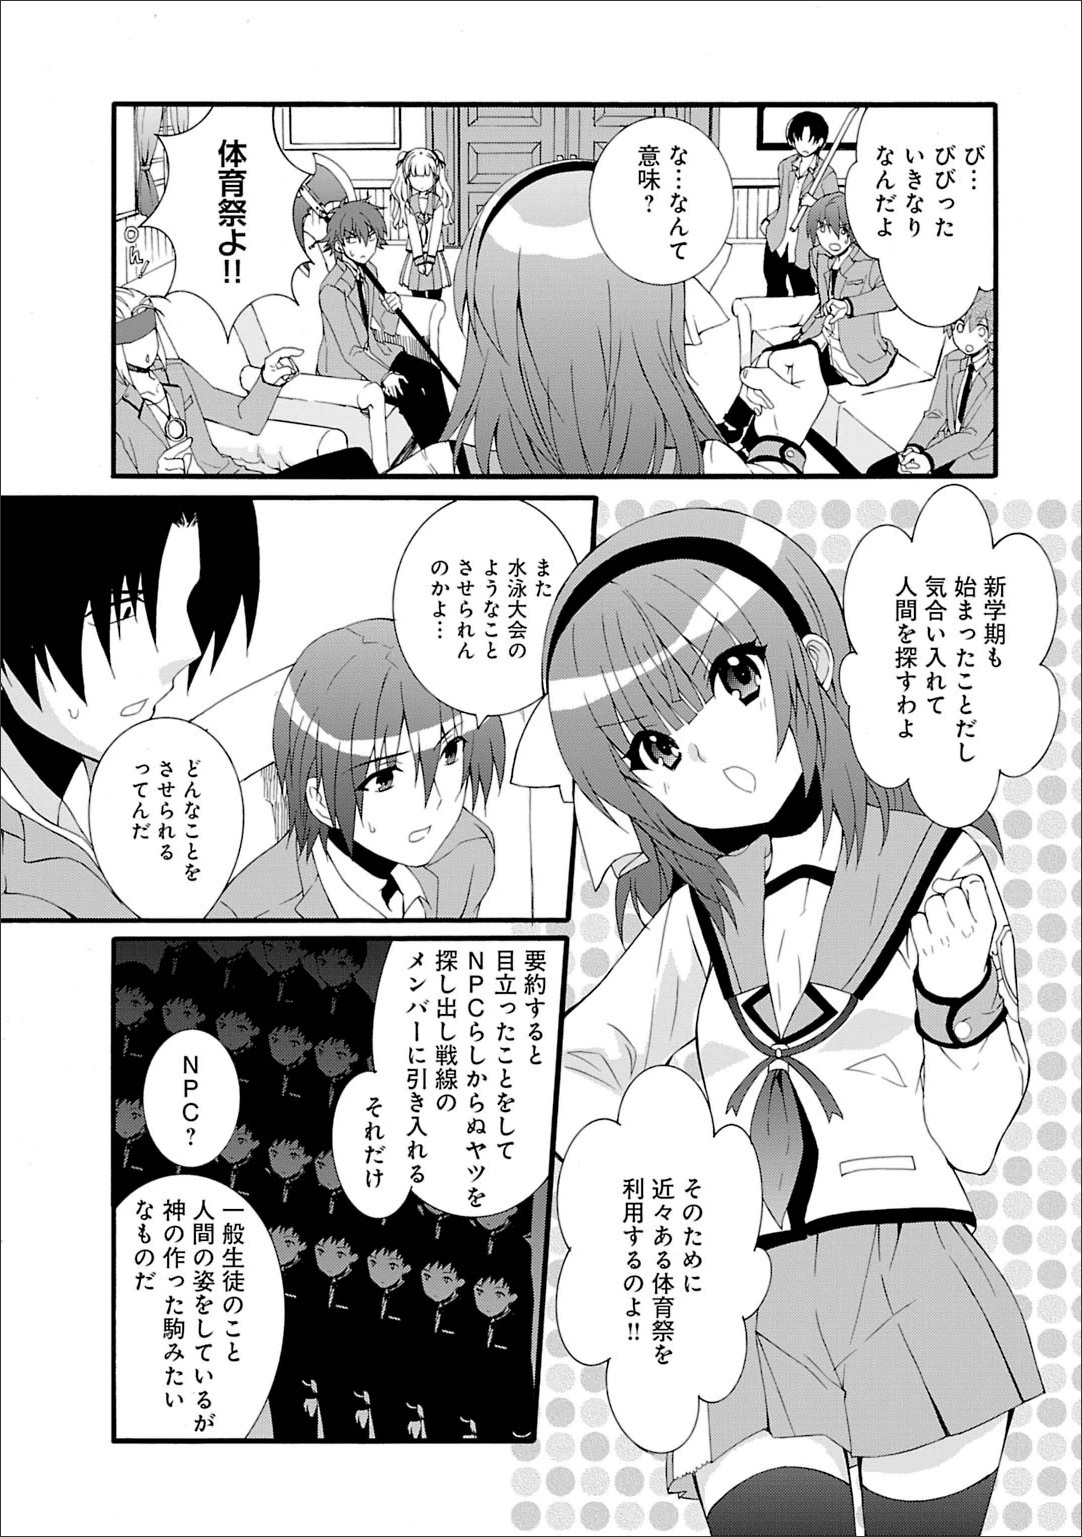 び…
びびった
いきなり
なんだよ
な…なんて
意味？
体育祭よ!!
新学期も
始まったことだし
気合い入れて
人間を探すわよ
また
水泳大会の
ようなこと
させられん
のかよ…
どんなことを
させられる
ってんだ
そのために
近々ある体育祭を
利用するのよ!!
要約すると
目立ったことをして
NPCらしからぬヤツを
探し出し戦線の
メンバーに引き入れる
それだけ
NPC？
一般生徒のこと
人間の姿をしているが
神の作った駒みたい
なものだ